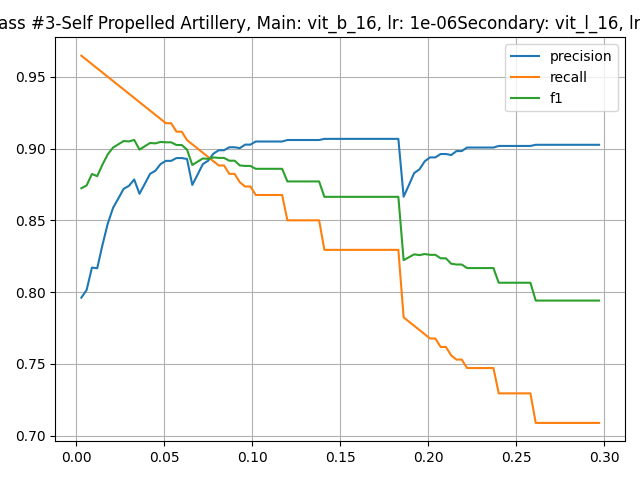 ass #3-Self Propelled Artillery, Main: vit_b_16, lr: 1e-06Secondary: vit_l_16, lr
precision
recall
f1
0.95
0.90
0.85
0.80
0.75
0.70
0.00 0.05 0.10 0.15 0.20 0.25 0.30